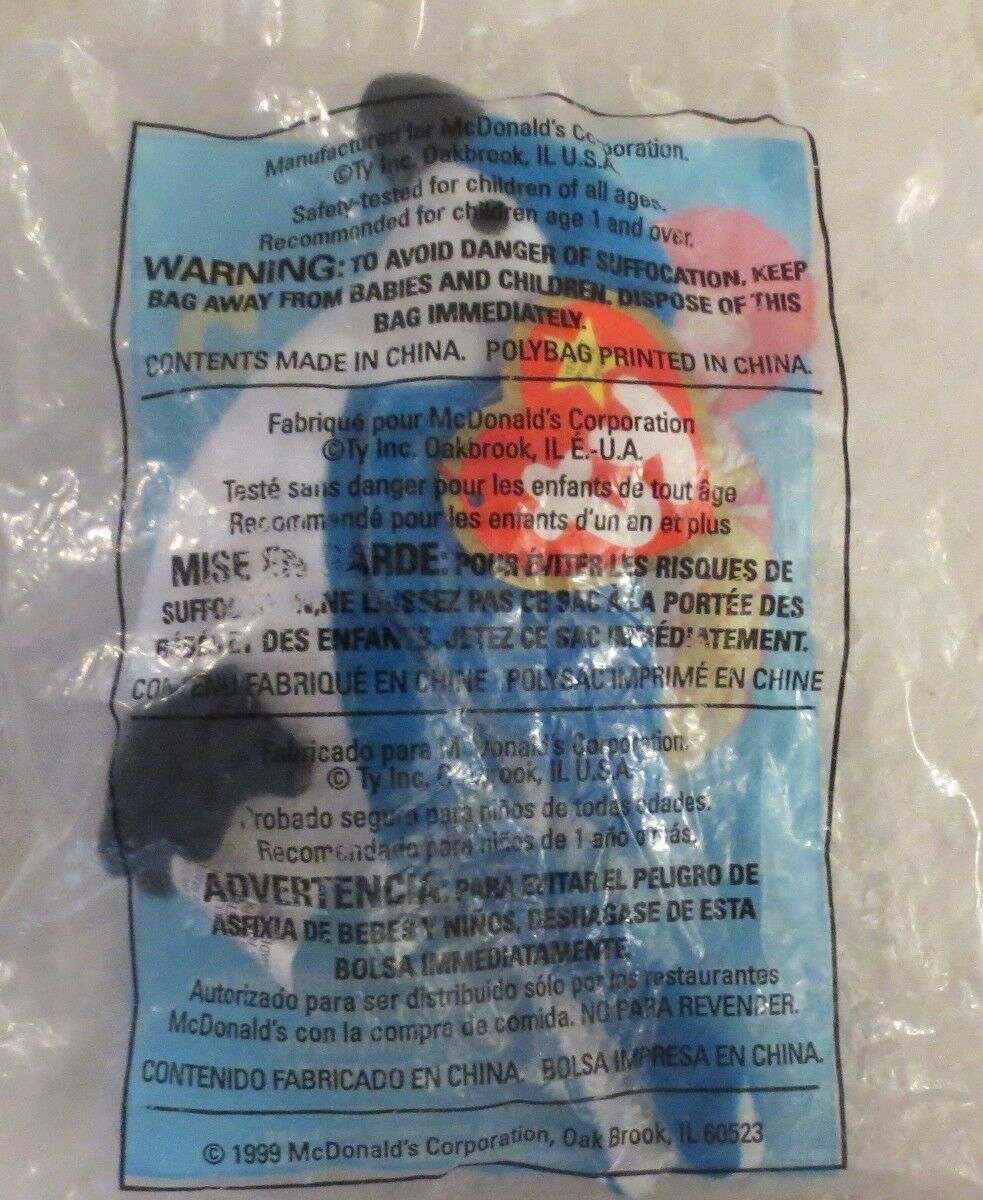 Manufactured for McDonald's Corporation.
©Ty Inc. Oakbrook, IL U.S.A
Safety-tested for children of all ages.
Recommended for children age 1 and over.
WARNING: TO AVOID DANGER OF SUFFOCATION, KEEP
BAG AWAY FROM BABIES AND CHILDREN. DISPOSE OF THIS
BAG IMMEDIATELY.
CONTENTS MADE IN CHINA. POLYBAG PRINTED IN CHINA.
ty
Fabriqué pour McDonald's Corporation
©Ty Inc. Oakbrook, IL É.-U.A.
Testé sans danger pour les enfants de tout âge
Recommandé pour les enfants d'un an et plus
MISE EN GARDE: POUR ÉVITER LES RISQUES DE
NE LAISSEZ PAS CE SAC À LA PORTÉE DES
DES ENFANTS. JETEZ CE SAC IMMÉDIATEMENT.
CONTENU FABRIQUÉ EN CHINE POLYSAC IMPRIMÉ EN CHINE
Fabricado para McDonald's Corporation.
© Ty Inc. IL U.S.A.
Probado seguro para niños de todas edades.
Recomendado para niños de 1 año o más.
ADVERTENCIA: PARA EVITAR EL PELIGRO DE
ASFIXIA DE BEBES Y NIÑOS, DESHAGASE DE ESTA
BOLSA IMMEDIATAMENTE.
Autorizado para ser distribuido sólo por los restaurantes
McDonald's con la compra de comida. NO PARA REVENDER.
CONTENIDO FABRICADO EN CHINA. BOLSA IMPRESA EN CHINA.
© 1999 McDonald's Corporation, Oak Brook, IL 60523